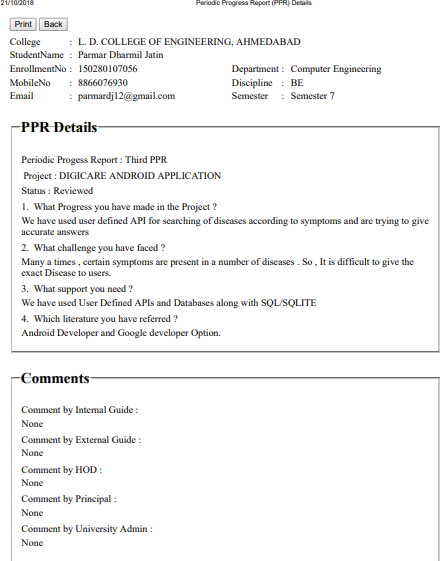 21/10/2018 Periodic Progress Report (PPR) Details
Print Back
College : L. D. COLLEGE OF ENGINEERING, AHMEDABAD
StudentName : Parmar Dharmil Jatin
EnrollmentNo : 150280107056 Department : Computer Engineering
MobileNo : 8866076930 Discipline : BE
Email : parmardj12@gmail.com Semester : Semester 7
PPR Details
Periodic Progess Report : Third PPR
Project : DIGICARE ANDROID APPLICATION
Status : Reviewed
1. What Progress you have made in the Project ?
We have used user defined API for searching of diseases according to symptoms and are trying to give
accurate answers
2. What challenge you have faced ?
Many a times , certain symptoms are present in a number of diseases . So , It is difficult to give the
exact Disease to users.
3. What support you need ?
We have used User Defined APIs and Databases along with SQL/SQLITE
4. Which literature you have referred ?
Android Developer and Google developer Option.
Comments
Comment by Internal Guide :
None
Comment by External Guide :
None
Comment by HOD :
None
Comment by Principal :
None
Comment by University Admin :
None